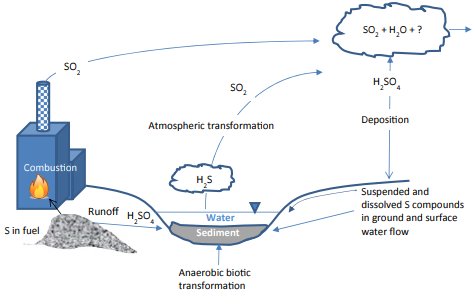 SO₂ + H₂O + ?
SO₂
SO₂
H₂SO₄
Atmospheric transformation
Deposition
Combustion
H₂S
Suspended and
dissolved S compounds
in ground and surface
water flow
Runoff
H₂SO₄
Water
S in fuel
Sediment
Anaerobic biotic
transformation